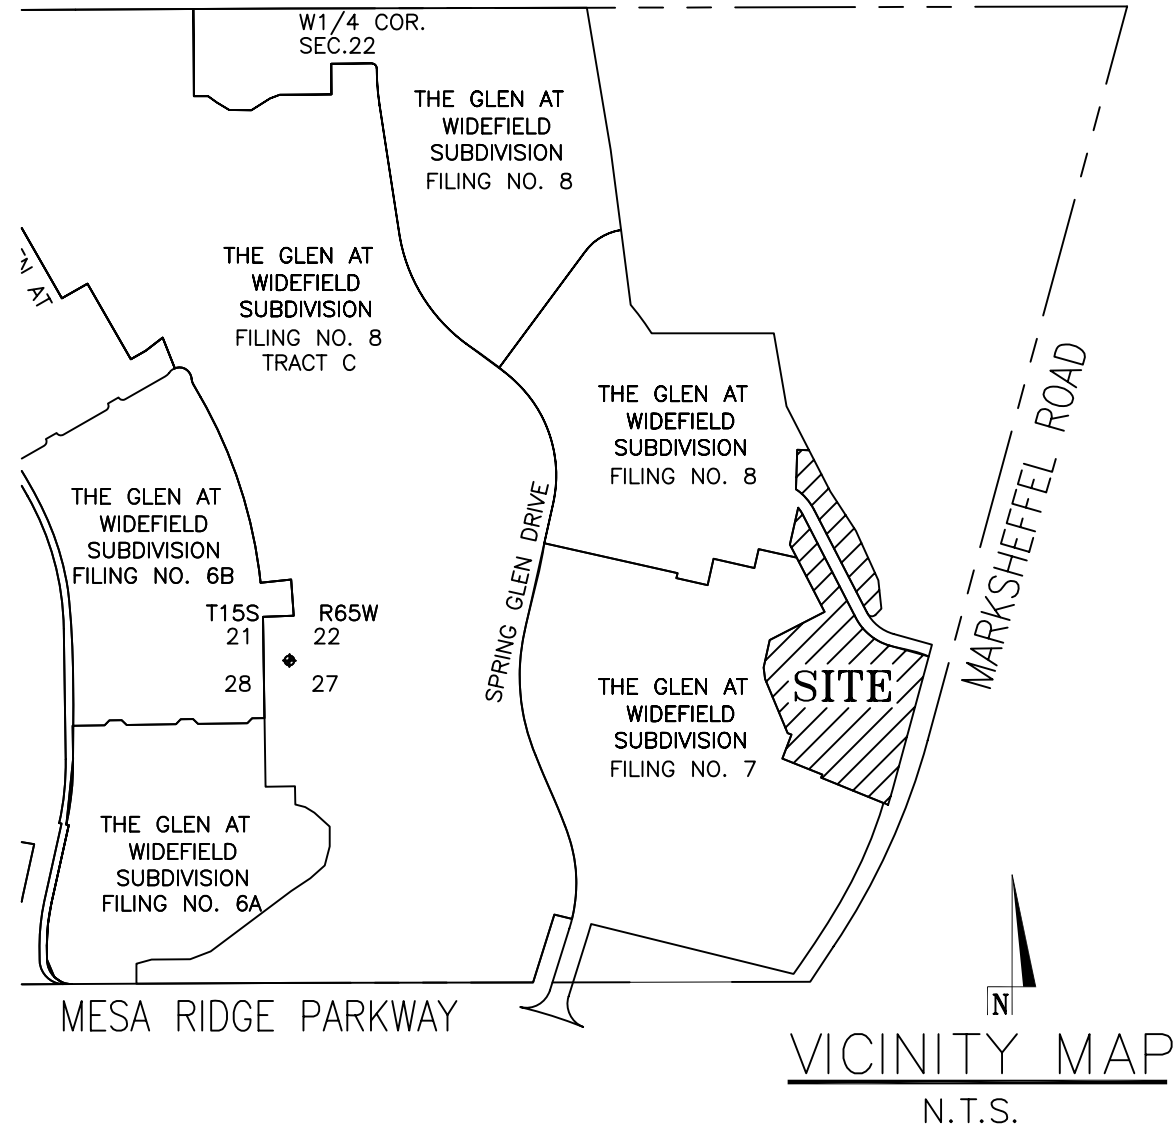 W1/4 COR.
SEC.22
THE GLEN AT
WIDEFIELD
SUBDIVISION
FILING NO. 8
THE GLEN AT
WIDEFIELD
SUBDIVISION
FILING NO. 8
TRACT C
AT
THE GLEN AT
WIDEFIELD
SUBDIVISION
FILING NO. 8
MARKSHEFFEL ROAD
THE GLEN AT
WIDEFIELD
SUBDIVISION
FILING NO. 6B
SPRING GLEN DRIVE
T15S R65W
21 22
28 27
THE GLEN AT
WIDEFIELD
SUBDIVISION
FILING NO. 7
SITE
THE GLEN AT
WIDEFIELD
SUBDIVISION
FILING NO. 6A
MESA RIDGE PARKWAY
N
VICINITY MAP
N.T.S.